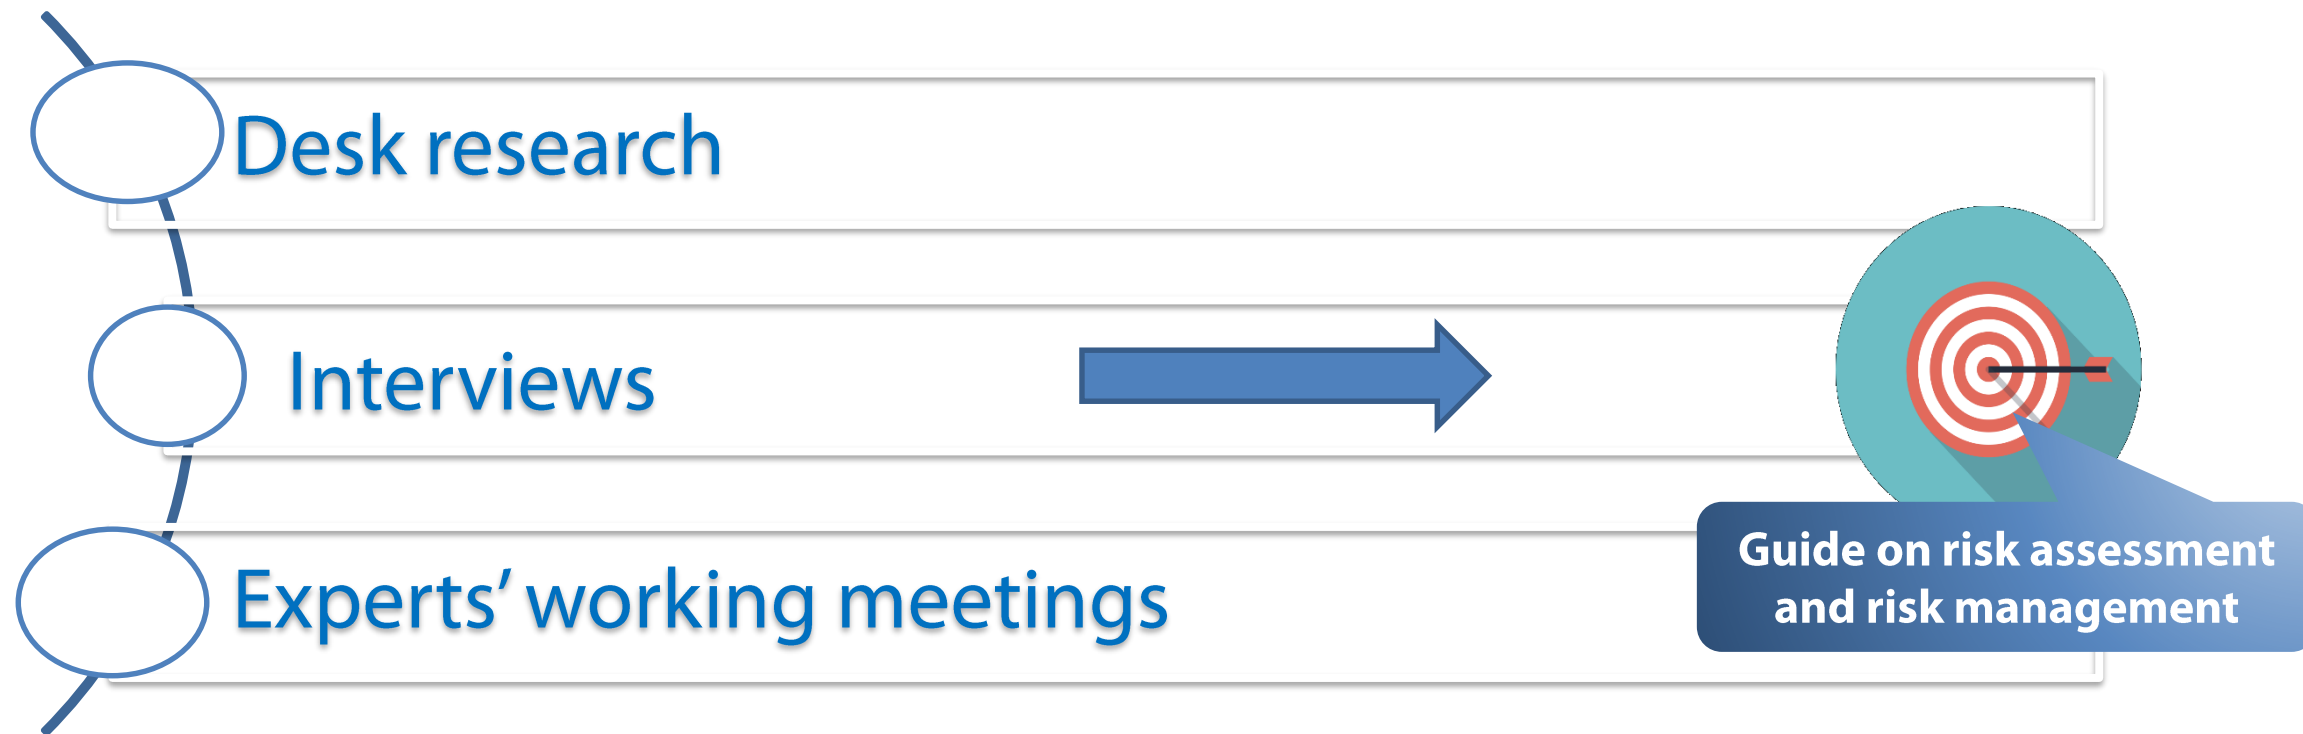 Desk research
Interviews
Experts’ working meetings
Guide on risk assessment
and risk management